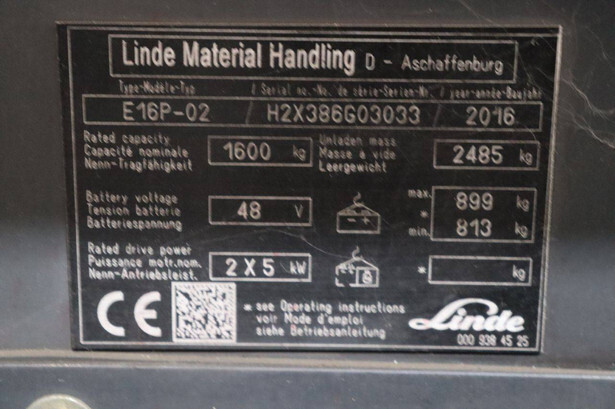 Linde Material Handling D - Aschaffenburg
Type-Modèle-Typ / Serial no.-No. de série-Serien-Nr. / year-année-Baujahr
E16P-02 / H2X386G03033 / 2016
Rated capacity
Capacité nominale
Nenn-Tragfähigkeit
1600 kg
Unladen mass
Masse à vide
Leergewicht
2485 kg
Battery voltage
Tension batterie
Batteriespannung
48 V
- +
max. 899 kg
*
min. 813 kg
Rated drive power
Puissance motr.nom.
Nenn-Antriebsleist.
2 X 5 kW
* kg
CE
* see Operating instructions
voir Mode d'emploi
siehe Betriebsanleitung
Linde
000 938 45 25